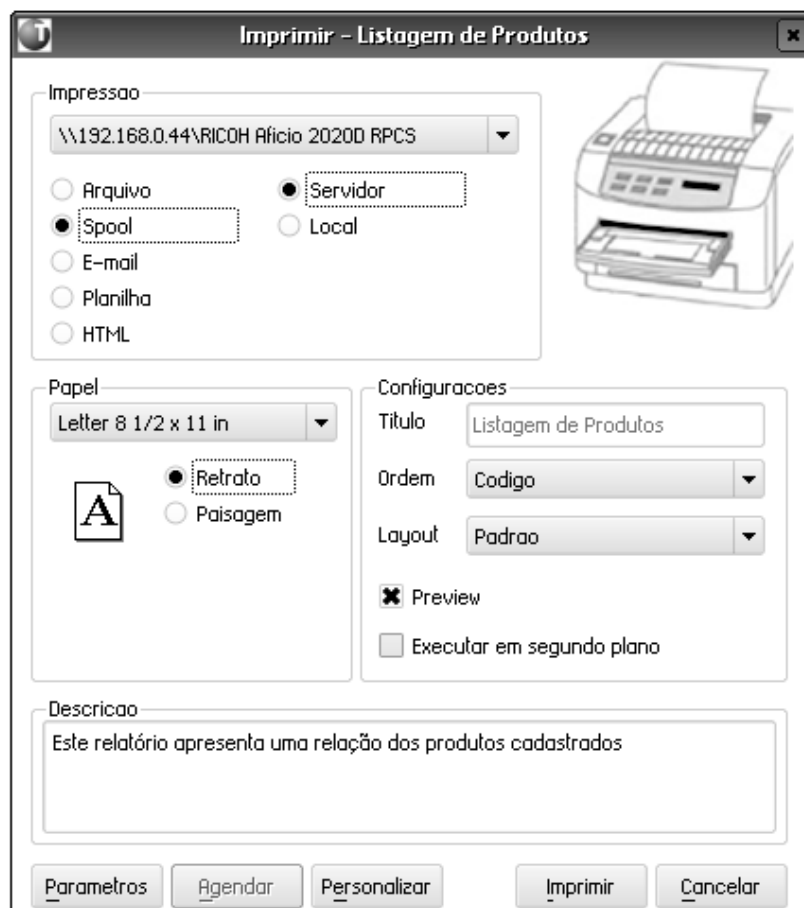 Imprimir - Listagem de Produtos
Impressao
\\192.168.0.44\RICOH Aficio 2020D RPCS
Arquivo
Servidor
Spool
Local
E-mail
Planilha
HTML
Papel
Letter 8 1/2 x 11 in
A
Retrato
Paisagem
Configuracoes
Titulo
Listagem de Produtos
Ordem
Codigo
Layout
Padrao
Preview
Executar em segundo plano
Descricao
Este relatório apresenta uma relação dos produtos cadastrados
Parametros
Agendar
Personalizar
Imprimir
Cancelar